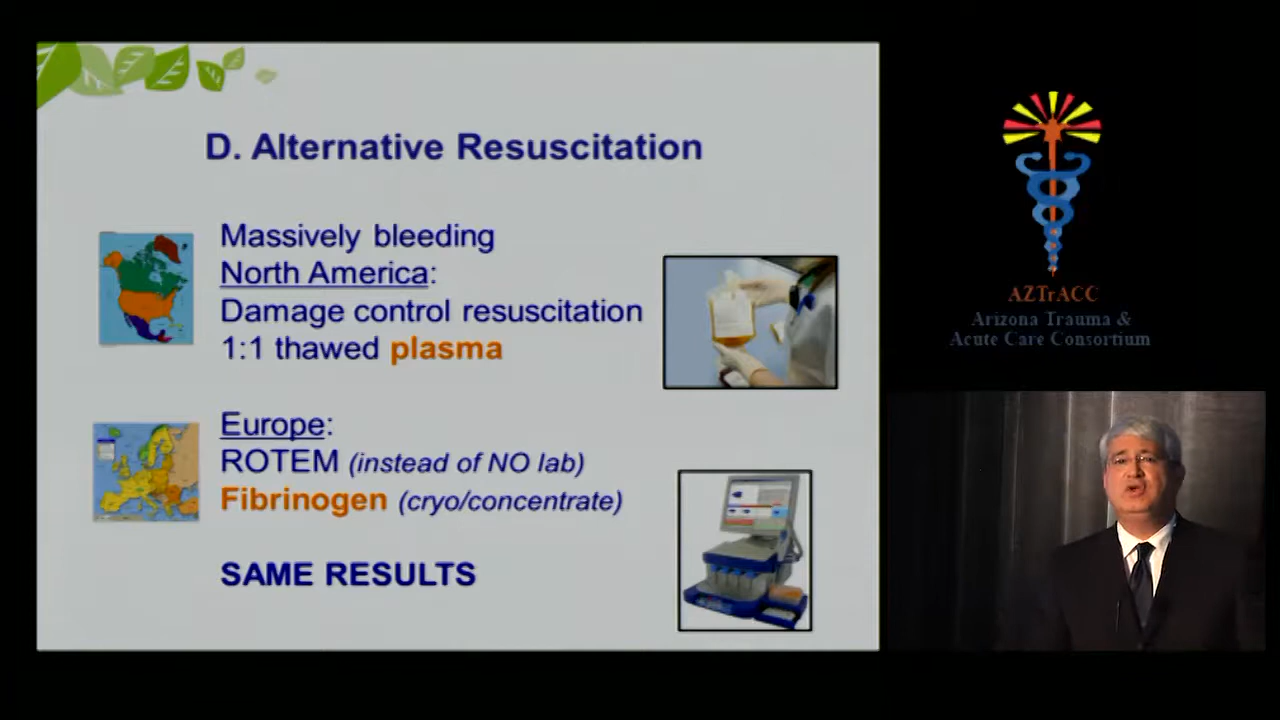 D. Alternative Resuscitation
Massively bleeding
North America:
Damage control resuscitation
1:1 thawed plasma
Europe:
ROTEM (instead of NO lab)
Fibrinogen (cryo/concentrate)
SAME RESULTS
AZTrACC
Arizona Trauma &
Acute Care Consortium